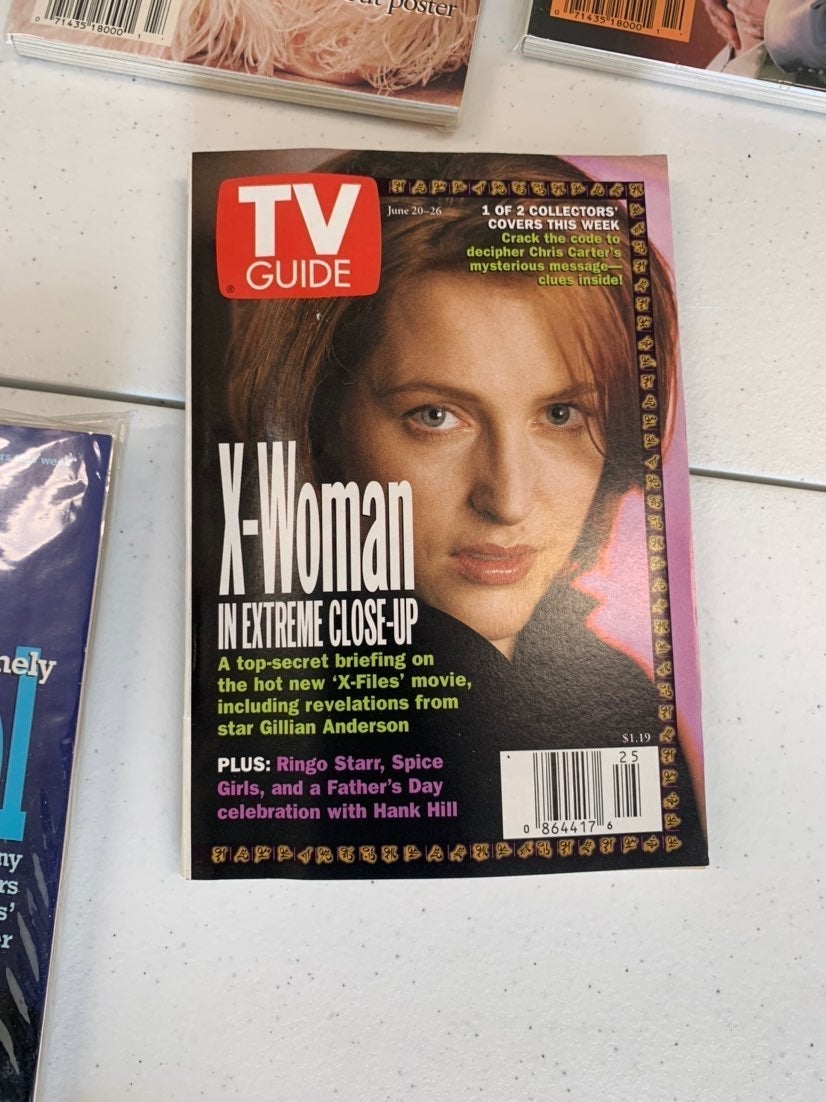 poster
71435 18000
71435 18000
TV
GUIDE
®
June 20–26
1 OF 2 COLLECTORS'
COVERS THIS WEEK
Crack the code to
decipher Chris Carter's
mysterious message—
clues inside!
X-Woman
IN EXTREME CLOSE-UP
A top-secret briefing on
the hot new 'X-Files' movie,
including revelations from
star Gillian Anderson
PLUS: Ringo Starr, Spice
Girls, and a Father's Day
celebration with Hank Hill
$1.19
25
0 864417 6